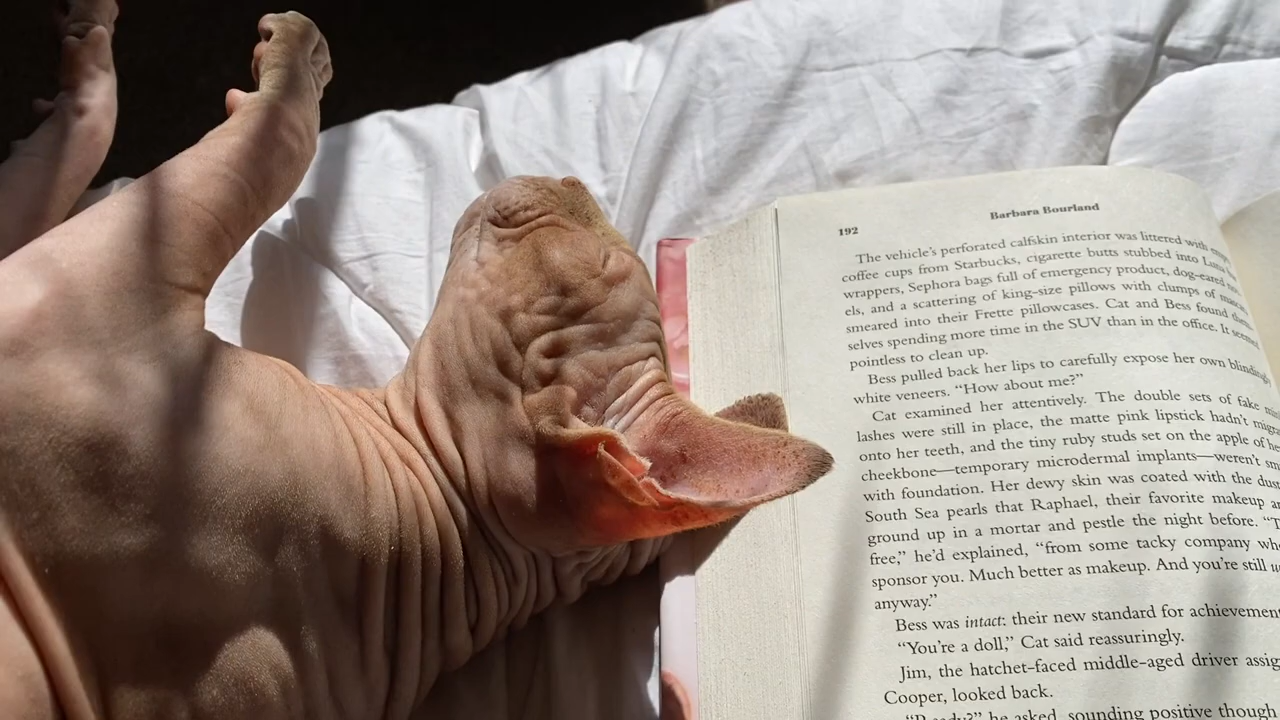 192
Barbara Bourland
The vehicle's perforated calfskin interior was littered with
coffee cups from Starbucks, cigarette butts stubbed into
wrappers, Sephora bags full of emergency product, dog-eared
els, and a scattering of king-size pillows with clumps of
smeared into their Frette pillowcases. Cat and Bess found
selves spending more time in the SUV than in the office. It seemed
pointless to clean up.
Bess pulled back her lips to carefully expose her own blindingly
white veneers. “How about me?”
Cat examined her attentively. The double sets of fake
lashes were still in place, the matte pink lipstick hadn't
onto her teeth, and the tiny ruby studs set on the apple of
cheekbone—temporary microdermal implants—weren't
with foundation. Her dewy skin was coated with the
South Sea pearls that Raphael, their favorite makeup
ground up in a mortar and pestle the night before.
free,” he'd explained, “from some tacky company
sponsor you. Much better as makeup. And you're still
anyway.”
Bess was intact: their new standard for
“You're a doll,” Cat said reassuringly.
Jim, the hatchet-faced middle-aged driver
Cooper, looked back.
“Ready?” he asked, sounding positive though